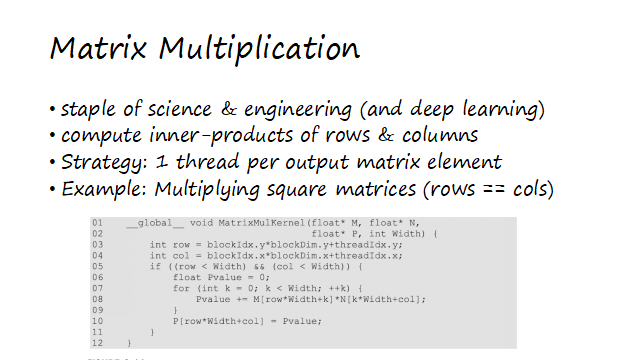 Matrix Multiplication
• staple of science & engineering (and deep learning)
• compute inner-products of rows & columns
• Strategy: 1 thread per output matrix element
• Example: Multiplying square matrices (rows == cols)
01 __global__ void MatrixMulKernel(float* M, float* N,
02 float* P, int Width) {
03 int row = blockIdx.y*blockDim.y+threadIdx.y;
04 int col = blockIdx.x*blockDim.x+threadIdx.x;
05 if ((row < Width) && (col < Width)) {
06 float Pvalue = 0;
07 for (int k = 0; k < Width; ++k) {
08 Pvalue += M[row*Width+k]*N[k*Width+col];
09 }
10 P[row*Width+col] = Pvalue;
11 }
12 }